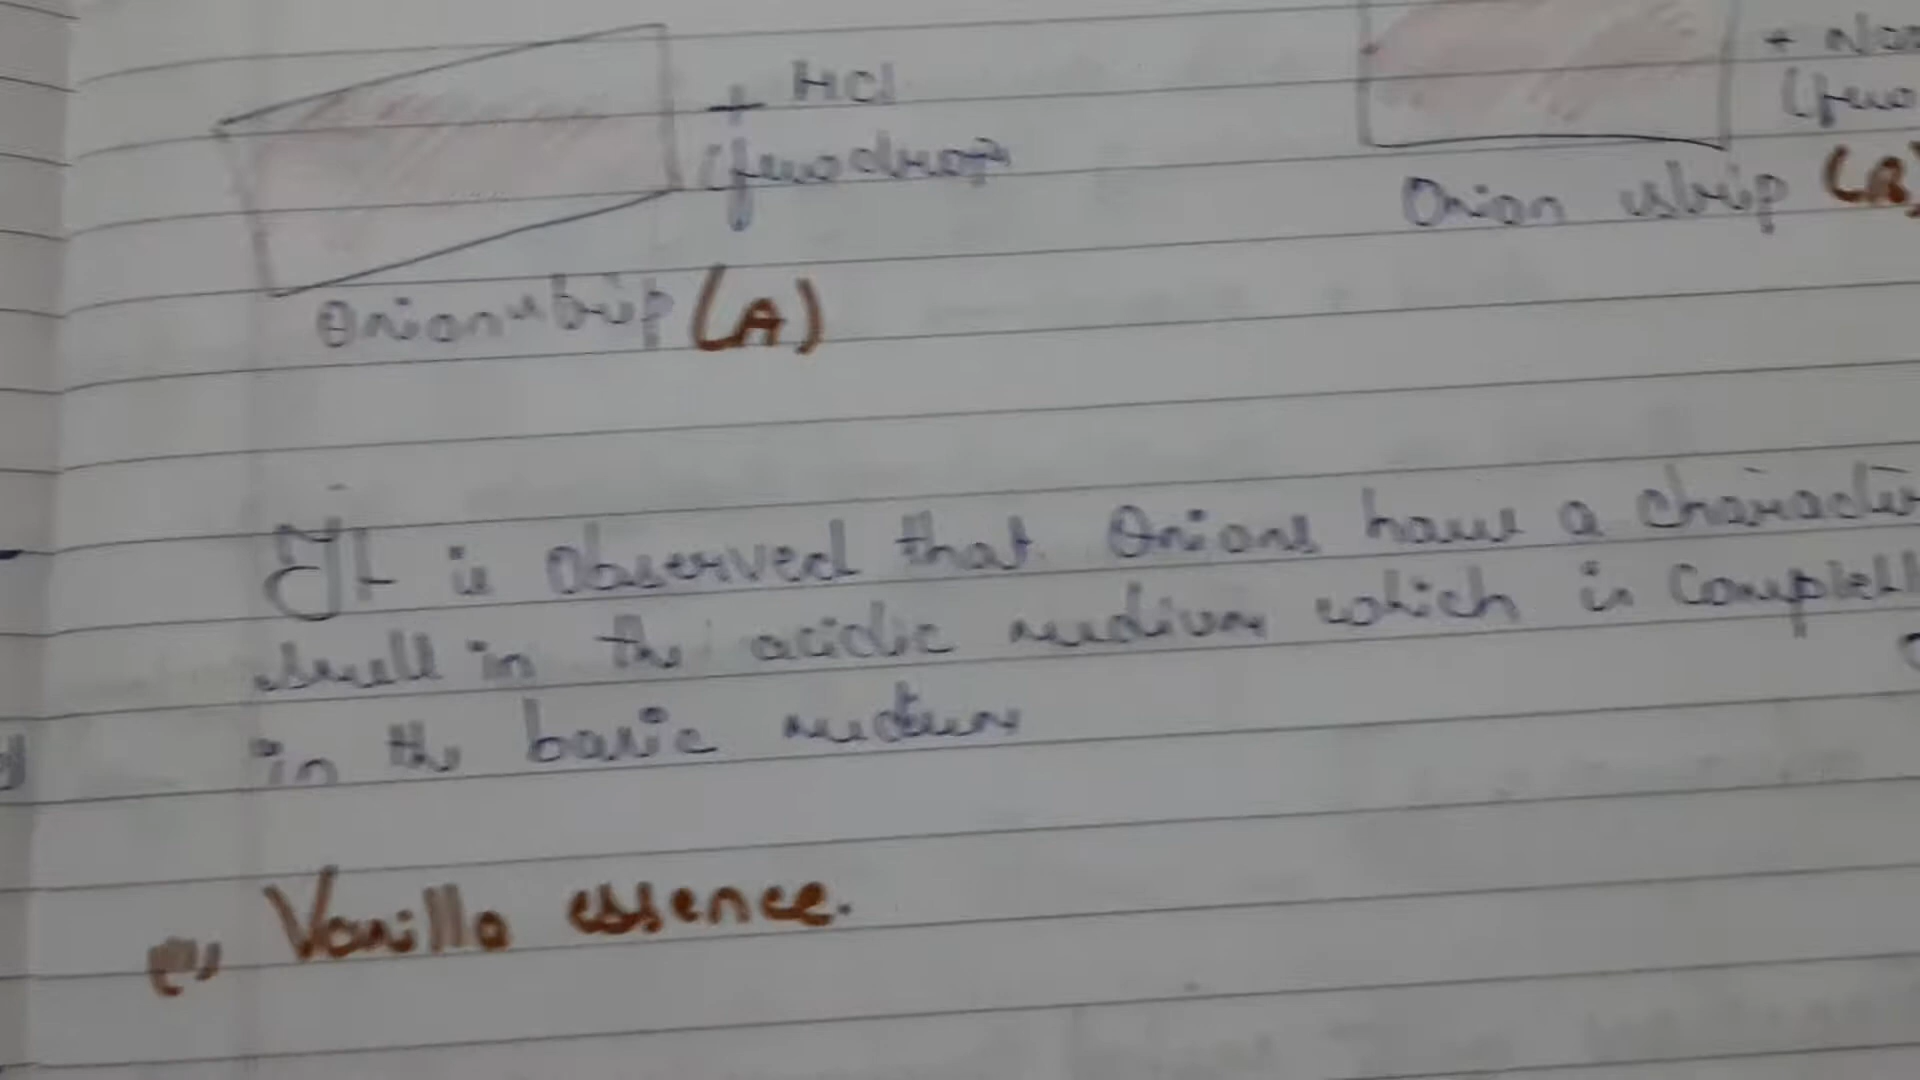 + HCl
(few drops
Onion strip (A)
Onion strip (B)
It is observed that Onions have a
smell in the acidic medium which is
in the basic medium
Vanilla essence.